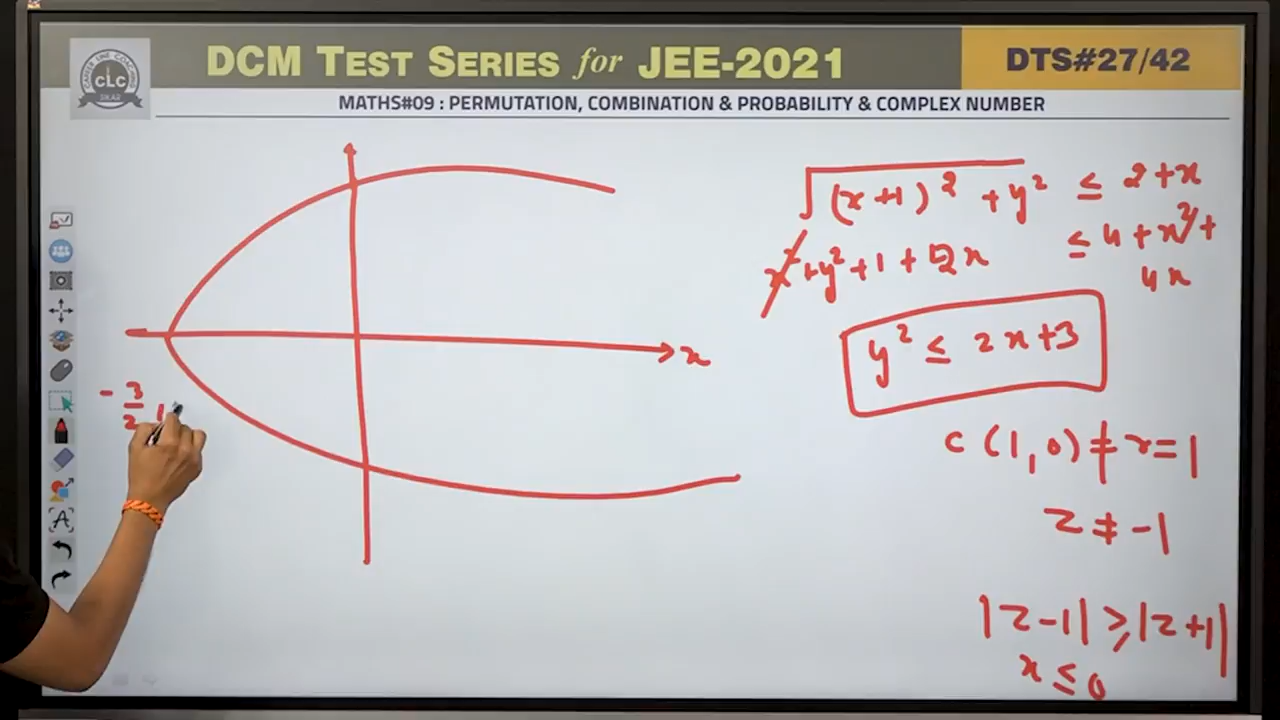 DCM TEST SERIES for JEE-2021
DTS#27/42
CLC
SIKAR
MATHS#09 : PERMUTATION, COMBINATION & PROBABILITY & COMPLEX NUMBER
√((x+1)² + y²) ≤ 2+x
x²+y²+1+2x ≤ 4+x²+
4x
y² ≤ 2x+3
x
-3/2
C (1,0) ≠ r=1
z ≠ -1
|z-1| ≥ |z+1|
x ≤ 0